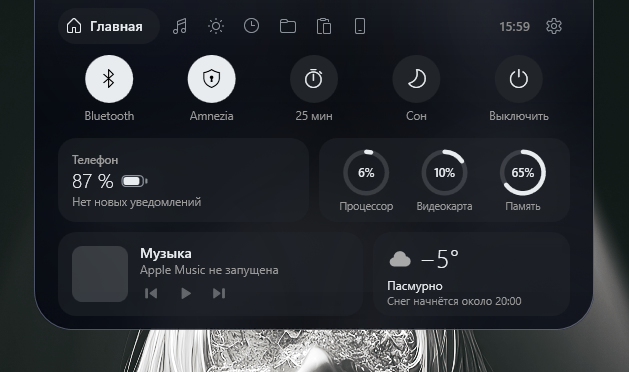 Главная
15:59
Bluetooth
Amnezia
25 мин
Сон
Выключить
Телефон
87 %
Нет новых уведомлений
6%
10%
65%
Процессор
Видеокарта
Память
Музыка
Apple Music не запущена
−5°
Пасмурно
Снег начнётся около 20:00